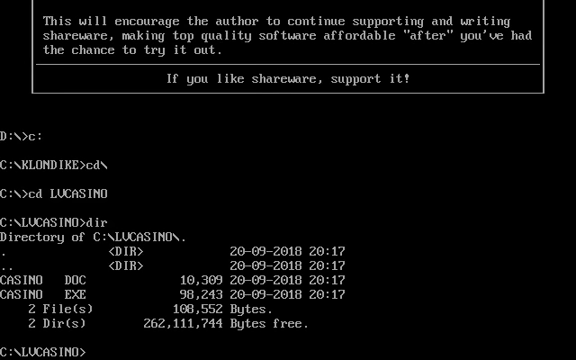 This will encourage the author to continue supporting and writing
shareware, making top quality software affordable "after" you've had
the chance to try it out.
If you like shareware, support it!
D:\>c:
C:\KLONDIKE>cd\
C:\>cd LVCASINO
C:\LVCASINO>dir
Directory of C:\LVCASINO\.
. <DIR> 20-09-2018 20:17
.. <DIR> 20-09-2018 20:17
CASINO DOC 10,309 20-09-2018 20:17
CASINO EXE 98,243 20-09-2018 20:17
2 File(s) 108,552 Bytes.
2 Dir(s) 262,111,744 Bytes free.
C:\LVCASINO>